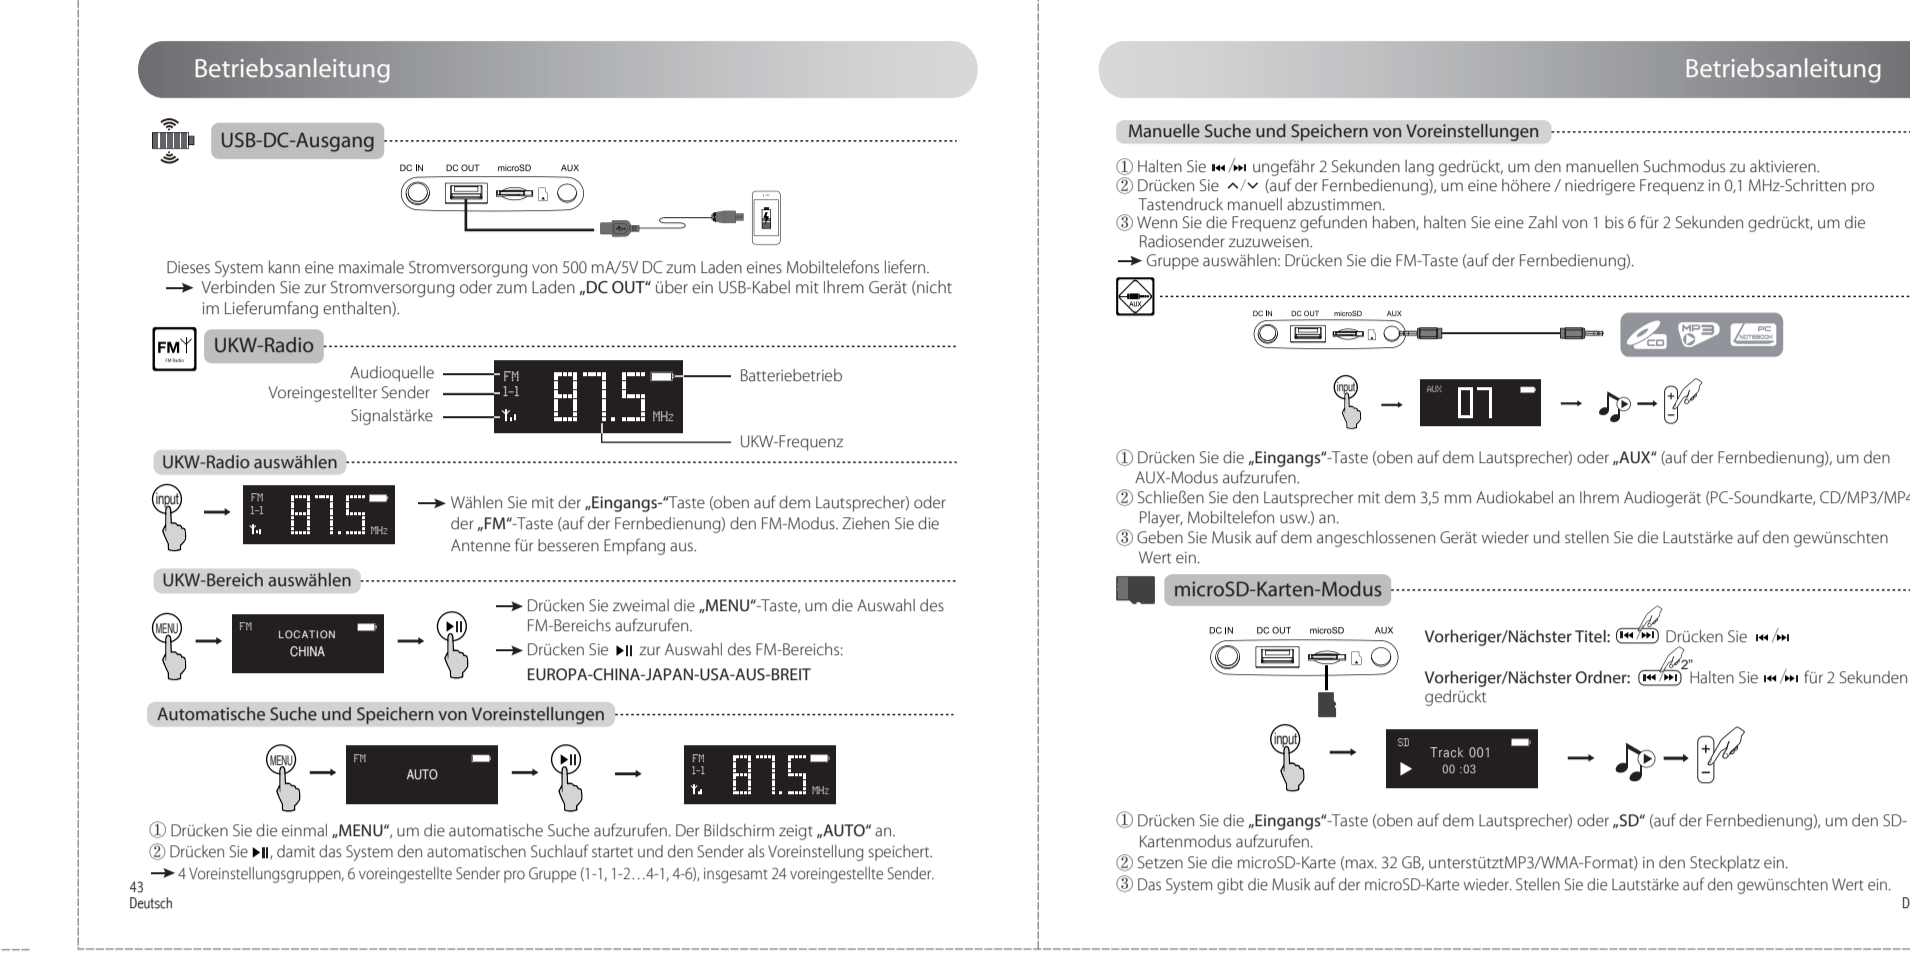 Betriebsanleitung
USB-DC-Ausgang
DC IN DC OUT microSD AUX
Dieses System kann eine maximale Stromversorgung von 500 mA/5V DC zum Laden eines Mobiltelefons liefern.
→ Verbinden Sie zur Stromversorgung oder zum Laden „DC OUT“ über ein USB-Kabel mit Ihrem Gerät (nicht
im Lieferumfang enthalten).
FM
FM-Radio
UKW-Radio
Audioquelle
Voreingestellter Sender
Signalstärke
FM
1-1
87.5
MHz
Batteriebetrieb
UKW-Frequenz
UKW-Radio auswählen
input
FM
1-1
87.5
MHz
→ Wählen Sie mit der „Eingangs-“Taste (oben auf dem Lautsprecher) oder
der „FM“-Taste (auf der Fernbedienung) den FM-Modus. Ziehen Sie die
Antenne für besseren Empfang aus.
UKW-Bereich auswählen
MENU
FM
LOCATION
CHINA
→ Drücken Sie zweimal die „MENU“-Taste, um die Auswahl des
FM-Bereichs aufzurufen.
→ Drücken Sie ⏯ zur Auswahl des FM-Bereichs:
EUROPA-CHINA-JAPAN-USA-AUS-BREIT
Automatische Suche und Speichern von Voreinstellungen
MENU
FM
AUTO
FM
1-1
87.5
MHz
① Drücken Sie die einmal „MENU“, um die automatische Suche aufzurufen. Der Bildschirm zeigt „AUTO“ an.
② Drücken Sie ⏯, damit das System den automatischen Suchlauf startet und den Sender als Voreinstellung speichert.
→ 4 Voreinstellungsgruppen, 6 voreingestellte Sender pro Gruppe (1-1, 1-2…4-1, 4-6), insgesamt 24 voreingestellte Sender.
43
Deutsch
Betriebsanleitung
Manuelle Suche und Speichern von Voreinstellungen
① Halten Sie ⏮/⏭ ungefähr 2 Sekunden lang gedrückt, um den manuellen Suchmodus zu aktivieren.
② Drücken Sie ∧/∨ (auf der Fernbedienung), um eine höhere / niedrigere Frequenz in 0,1 MHz-Schritten pro
Tastendruck manuell abzustimmen.
③ Wenn Sie die Frequenz gefunden haben, halten Sie eine Zahl von 1 bis 6 für 2 Sekunden gedrückt, um die
Radiosender zuzuweisen.
→ Gruppe auswählen: Drücken Sie die FM-Taste (auf der Fernbedienung).
AUX
DC IN DC OUT microSD AUX
CD MP3 PC NOTEBOOK
input
AUX
07
① Drücken Sie die „Eingangs“-Taste (oben auf dem Lautsprecher) oder „AUX“ (auf der Fernbedienung), um den
AUX-Modus aufzurufen.
② Schließen Sie den Lautsprecher mit dem 3,5 mm Audiokabel an Ihrem Audiogerät (PC-Soundkarte, CD/MP3/MP4
Player, Mobiltelefon usw.) an.
③ Geben Sie Musik auf dem angeschlossenen Gerät wieder und stellen Sie die Lautstärke auf den gewünschten
Wert ein.
microSD-Karten-Modus
DC IN DC OUT microSD AUX
Vorheriger/Nächster Titel: ⏮/⏭ Drücken Sie ⏮/⏭
Vorheriger/Nächster Ordner: ⏮/⏭ 2" Halten Sie ⏮/⏭ für 2 Sekunden
gedrückt
input
SD
Track 001
00 :03
① Drücken Sie die „Eingangs“-Taste (oben auf dem Lautsprecher) oder „SD“ (auf der Fernbedienung), um den SD-
Kartenmodus aufzurufen.
② Setzen Sie die microSD-Karte (max. 32 GB, unterstütztMP3/WMA-Format) in den Steckplatz ein.
③ Das System gibt die Musik auf der microSD-Karte wieder. Stellen Sie die Lautstärke auf den gewünschten Wert ein.
D